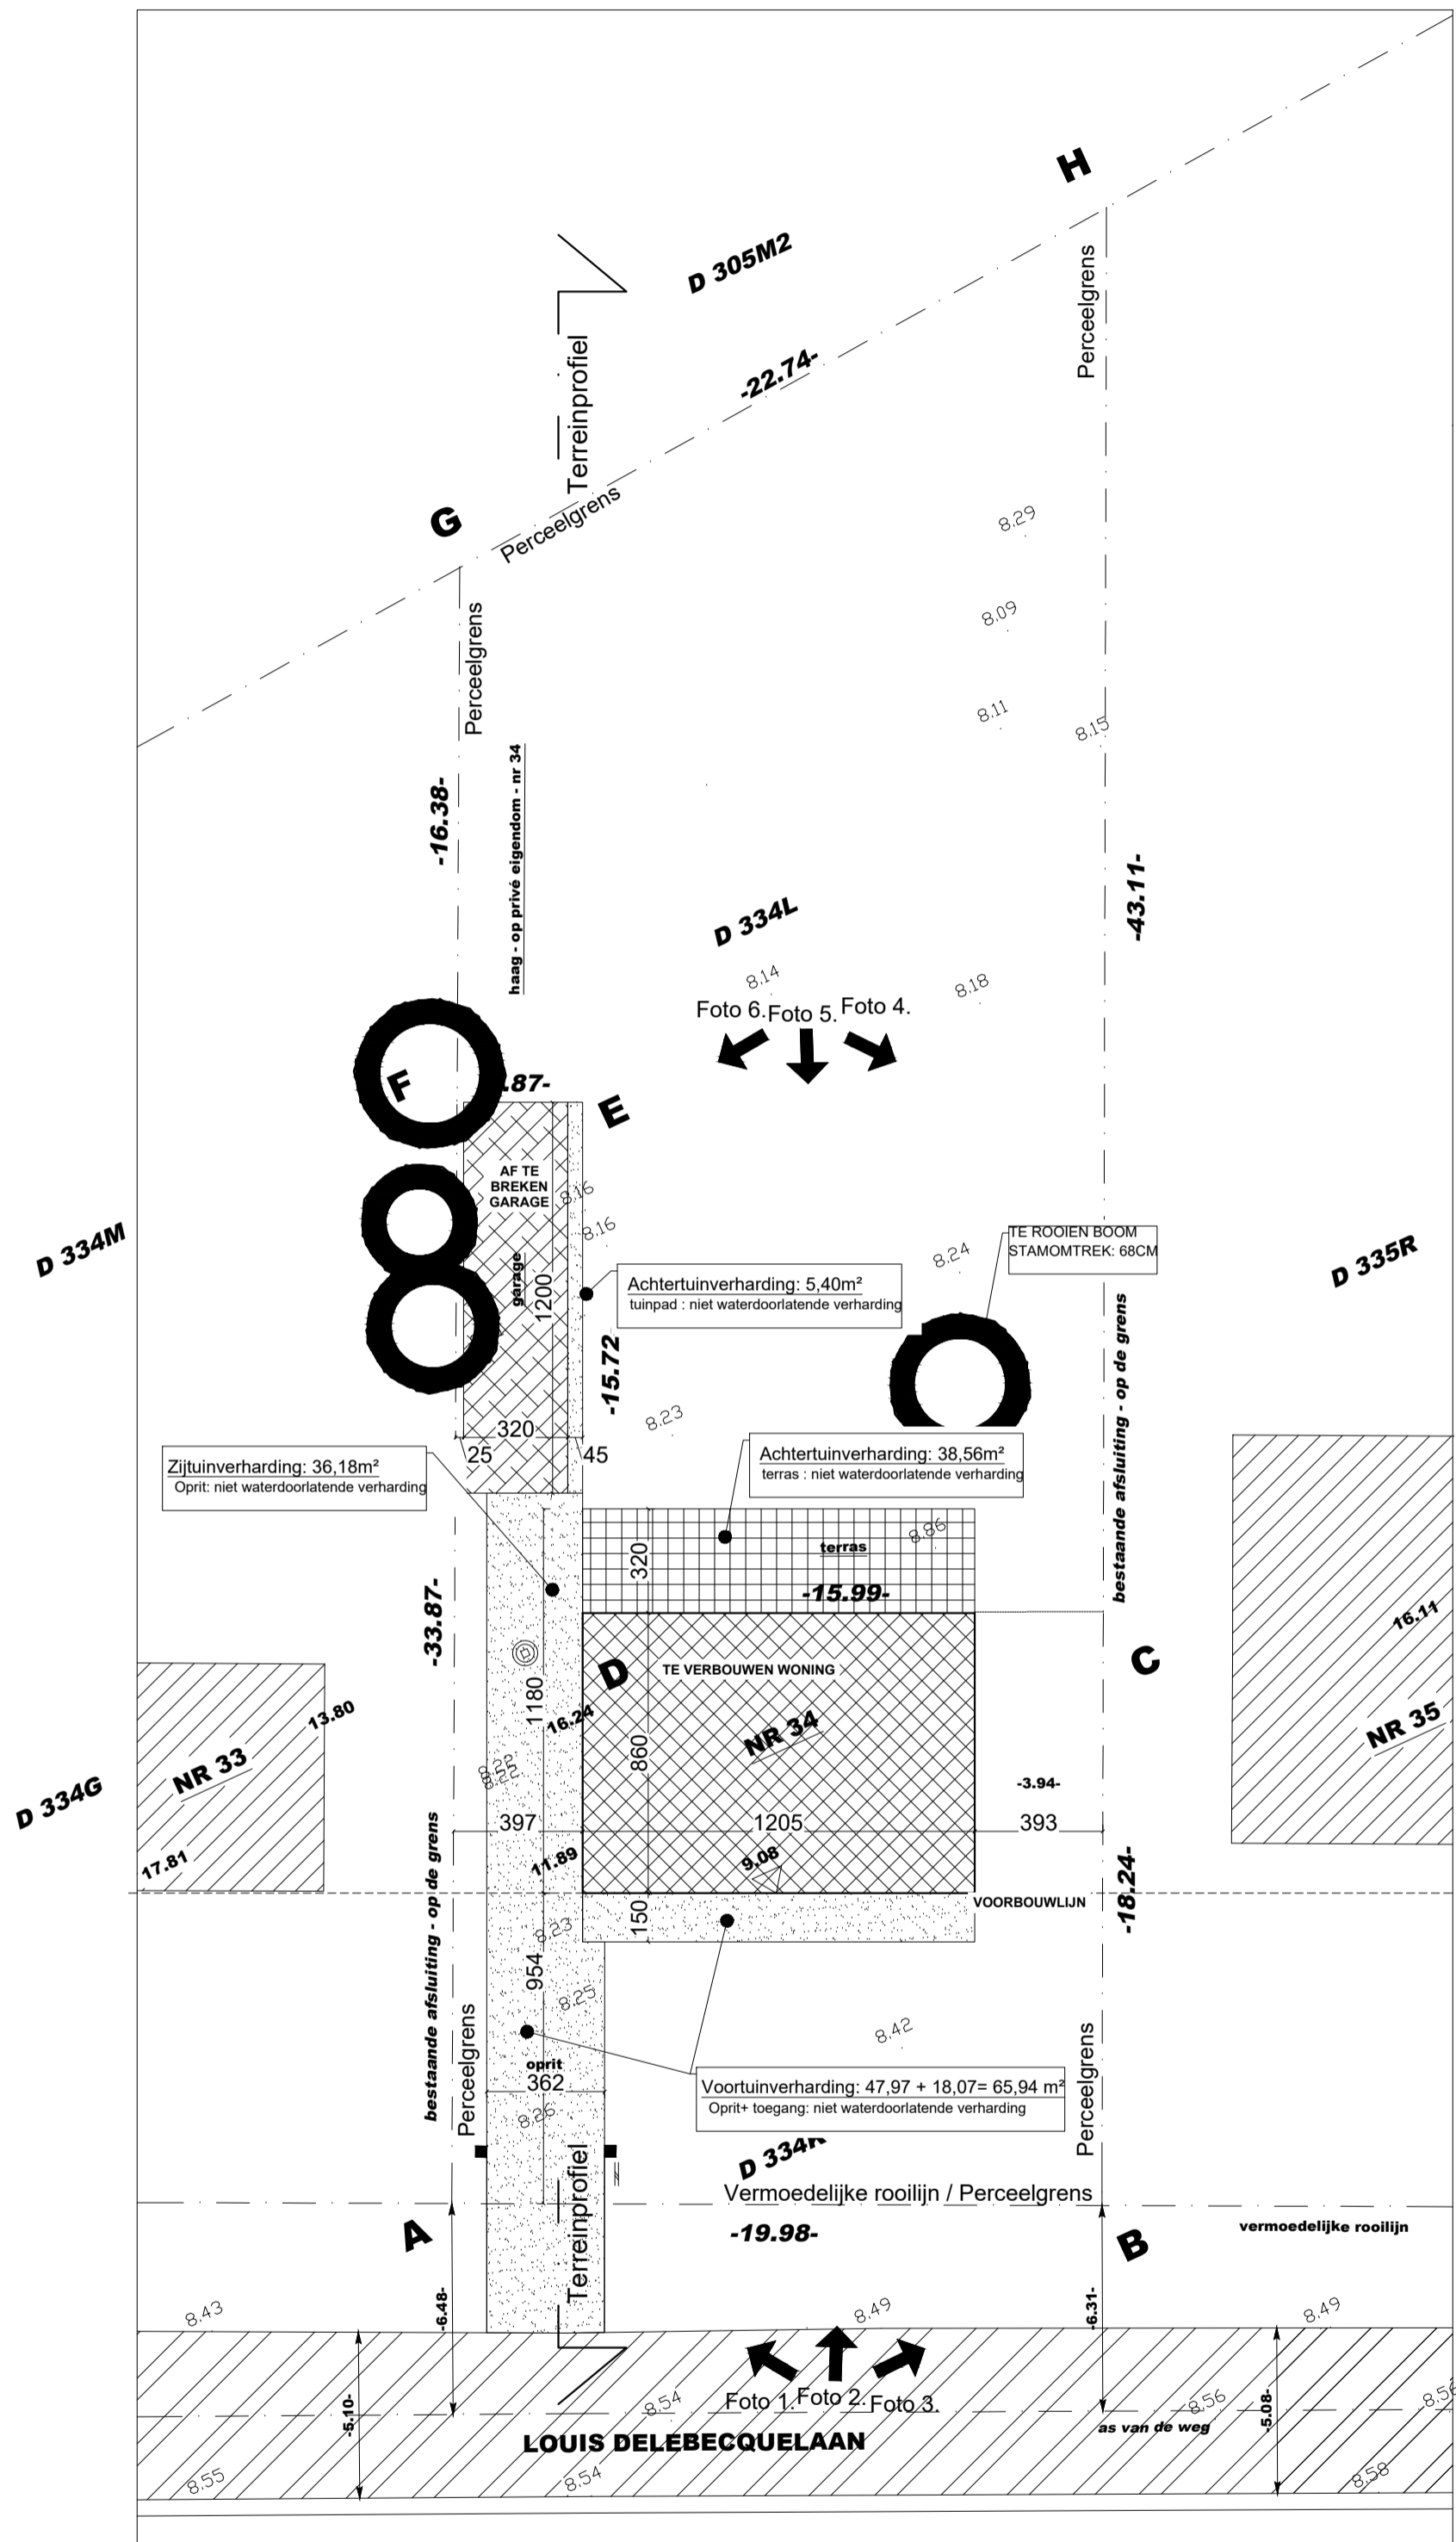 H
D 305M2
Perceelgrens
Terreinprofiel
-22.74-
G
Perceelgrens
8.29
Perceelgrens
8.09
8.11
8.15
haag - op privé eigendom - nr 34
-16.38-
-43.11-
D 334L
8.14
8.18
Foto 6.
Foto 5.
Foto 4.
F
.87-
E
AF TE
BREKEN
GARAGE
8.16
8.16
garage
1200
D 334M
TE ROOIEN BOOM
STAMOMTREK: 68CM
8.24
D 335R
Achtertuinverharding: 5,40m²
tuinpad : niet waterdoorlatende verharding
-15.72
bestaande afsluiting - op de grens
8.23
320
25
45
Zijtuinverharding: 36,18m²
Oprit: niet waterdoorlatende verharding
Achtertuinverharding: 38,56m²
terras : niet waterdoorlatende verharding
8.86
terras
320
-15.99-
-33.87-
16.11
D
TE VERBOUWEN WONING
C
1180
16.24
13.80
NR 33
NR 34
NR 35
860
8.22
8.22
-3.94-
D 334G
397
1205
393
17.81
11.89
9.08
-18.24-
VOORBOUWLIJN
150
8.23
954
bestaande afsluiting - op de grens
8.25
8.42
Perceelgrens
oprit
362
Voortuinverharding: 47,97 + 18,07= 65,94 m²
Oprit+ toegang: niet waterdoorlatende verharding
8.26
Perceelgrens
D 334
Terreinprofiel
Vermoedelijke rooilijn / Perceelgrens
A
-19.98-
B
vermoedelijke rooilijn
-6.48-
-6.31-
8.43
8.49
8.49
Foto 1.
Foto 2.
Foto 3.
8.54
8.56
-5.10-
-5.08-
as van de weg
LOUIS DELEBECQUELAAN
8.55
8.54
8.58